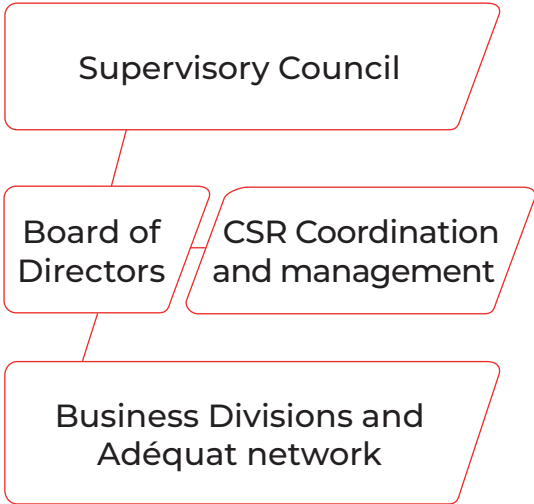 Supervisory Council
Board of
Directors
CSR Coordination
and management
Business Divisions and
Adéquat network